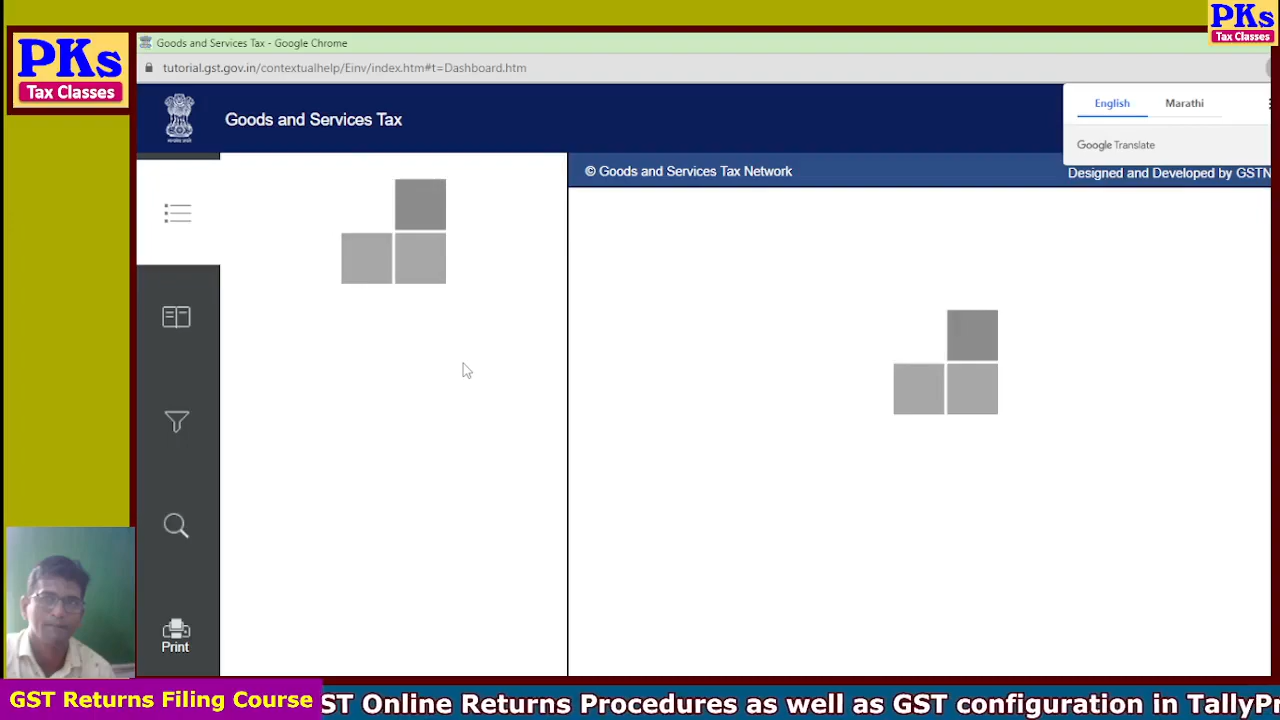 PKs
Tax Classes
PKs
Tax Classes
Goods and Services Tax - Google Chrome
tutorial.gst.gov.in/contextualhelp/Einv/index.htm#t=Dashboard.htm
Goods and Services Tax
English
Marathi
Google Translate
© Goods and Services Tax Network
Designed and Developed by GSTN
Print
GST Returns Filing Course
ST Online Returns Procedures as well as GST configuration in TallyPr